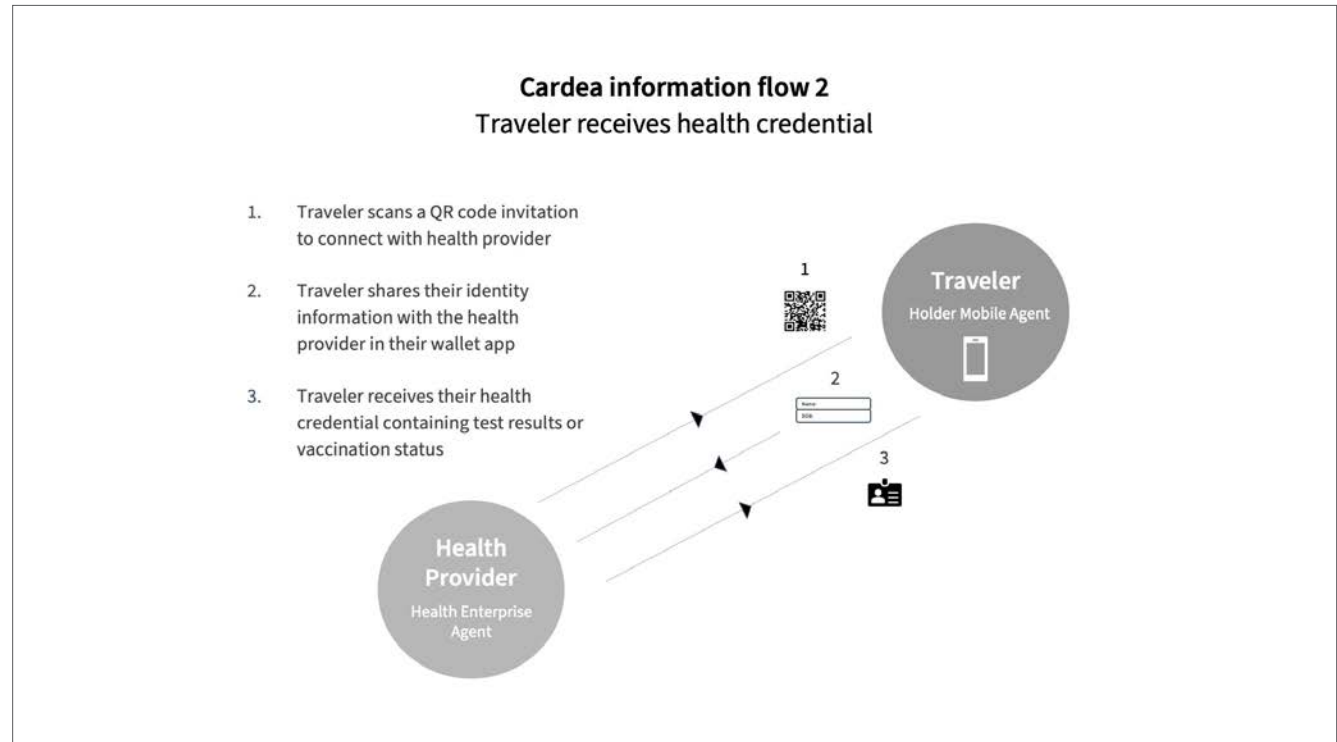 Cardea information flow 2
Traveler receives health credential
1. Traveler scans a QR code invitation
to connect with health provider
2. Traveler shares their identity
information with the health
provider in their wallet app
3. Traveler receives their health
credential containing test results or
vaccination status
1
Traveler
Holder Mobile Agent
2
Name
DOB
3
Health
Provider
Health Enterprise
Agent